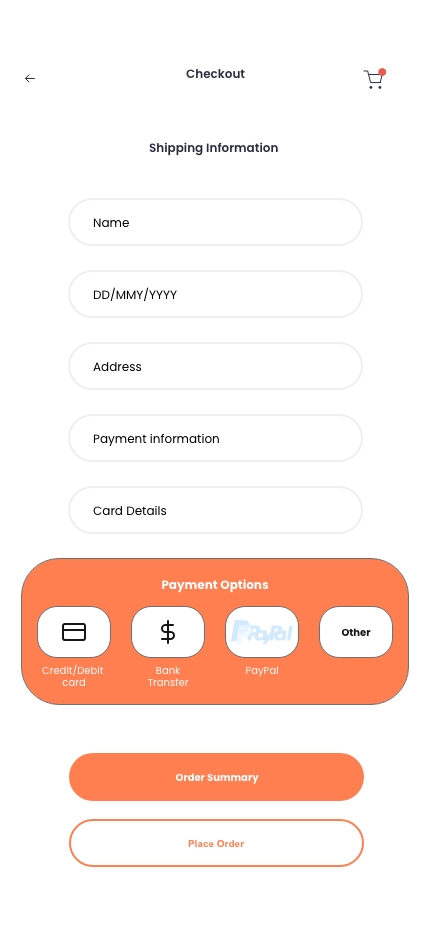 Checkout
Shipping Information
Name
DD/MMY/YYYY
Address
Payment information
Card Details
Payment Options
PayPal
Other
Credit/Debit
card
Bank
Transfer
PayPal
Order Summary
Place Order